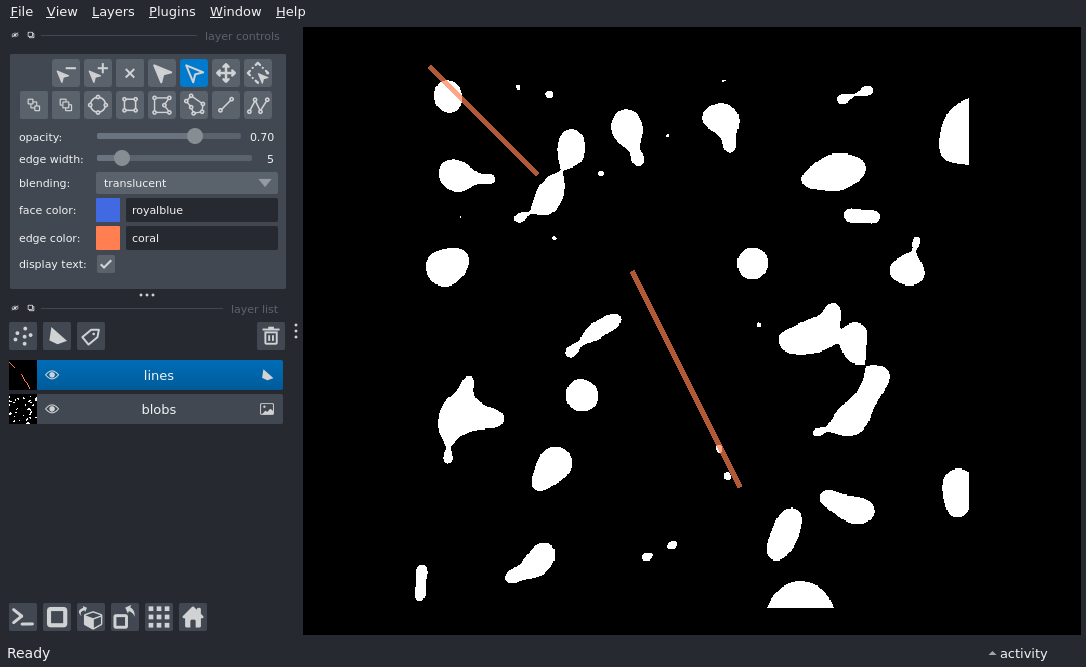 File View Layers Plugins Window Help
layer controls
opacity: 0.70
edge width: 5
blending: translucent
face color: royalblue
edge color: coral
display text:
layer list
lines
blobs
Ready
activity